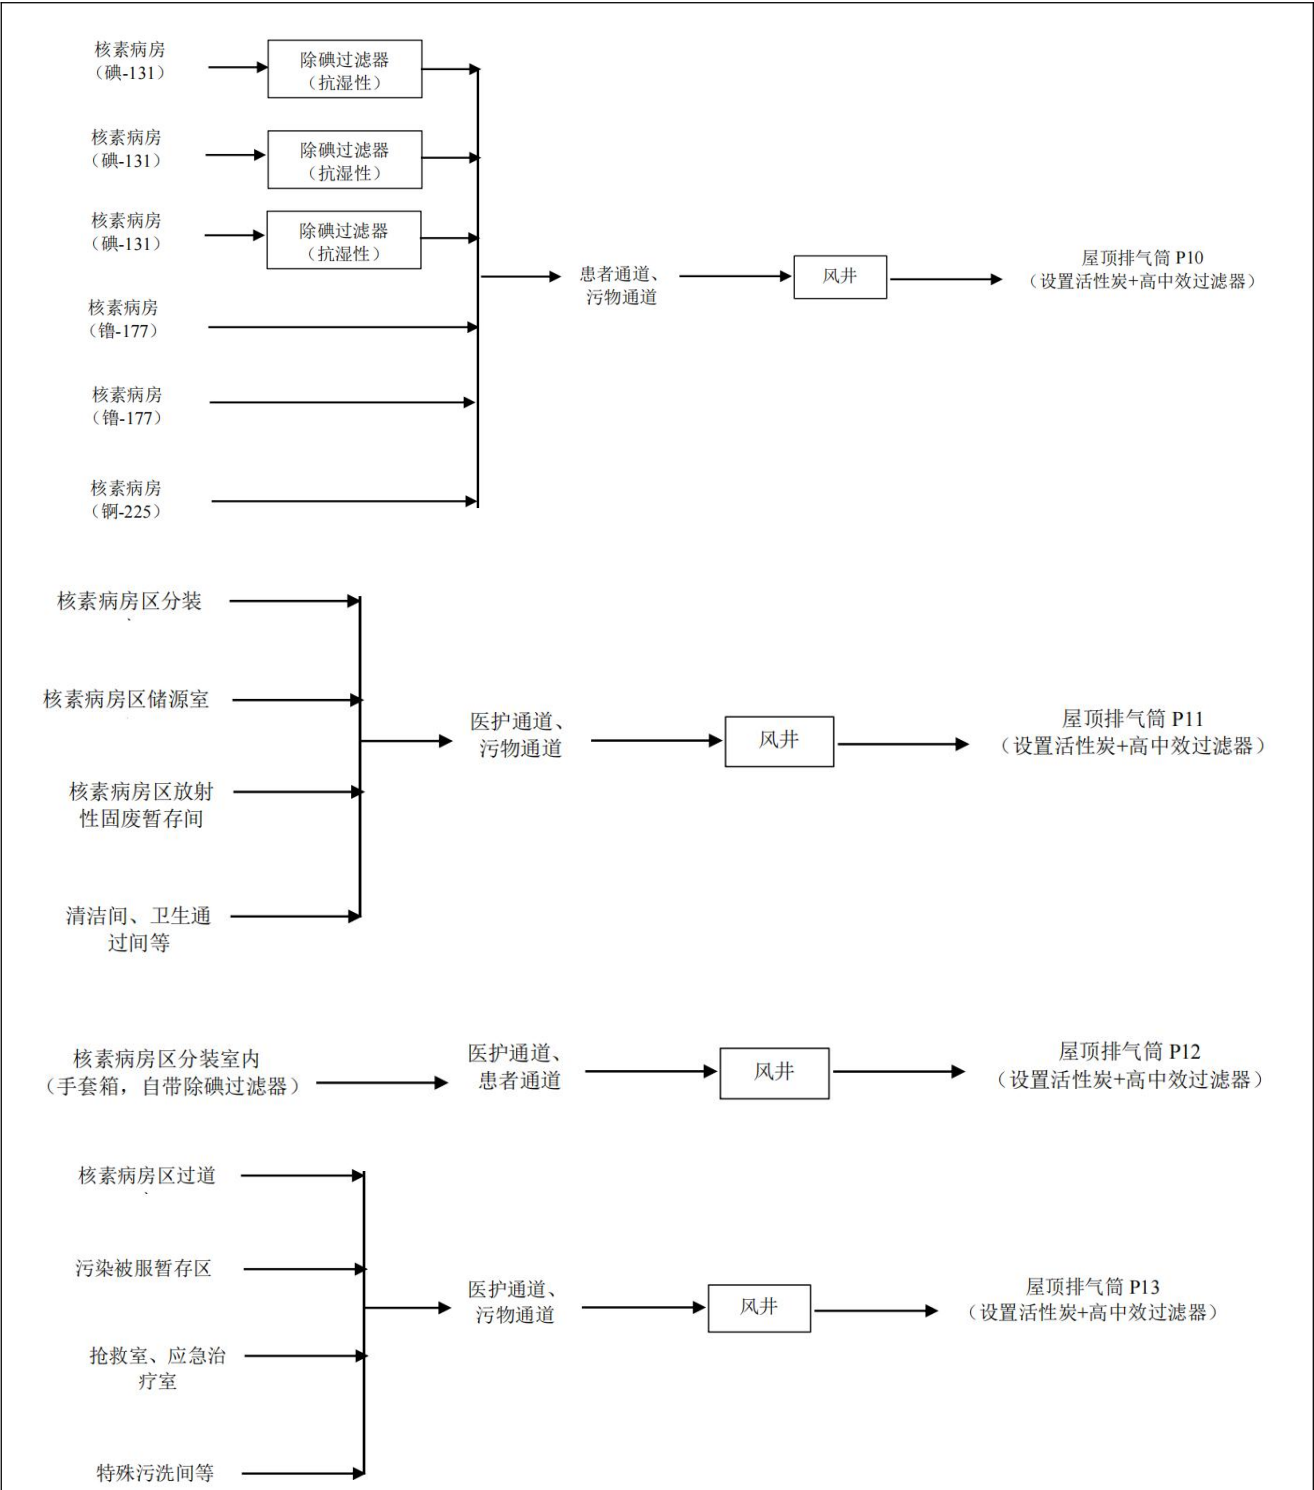 核素病房
（碘-131）
除碘过滤器
（抗湿性）
核素病房
（碘-131）
除碘过滤器
（抗湿性）
核素病房
（碘-131）
除碘过滤器
（抗湿性）
核素病房
（镥-177）
核素病房
（镥-177）
核素病房
（锕-225）
患者通道、
污物通道
风井
屋顶排气筒 P10
（设置活性炭+高中效过滤器）
核素病房区分装
核素病房区储源室
核素病房区放射
性固废暂存间
清洁间、卫生通
过间等
医护通道、
污物通道
风井
屋顶排气筒 P11
（设置活性炭+高中效过滤器）
核素病房区分装室内
（手套箱，自带除碘过滤器）
医护通道、
患者通道
风井
屋顶排气筒 P12
（设置活性炭+高中效过滤器）
核素病房区过道
、
污染被服暂存区
抢救室、应急治
疗室
特殊污洗间等
医护通道、
污物通道
风井
屋顶排气筒 P13
（设置活性炭+高中效过滤器）